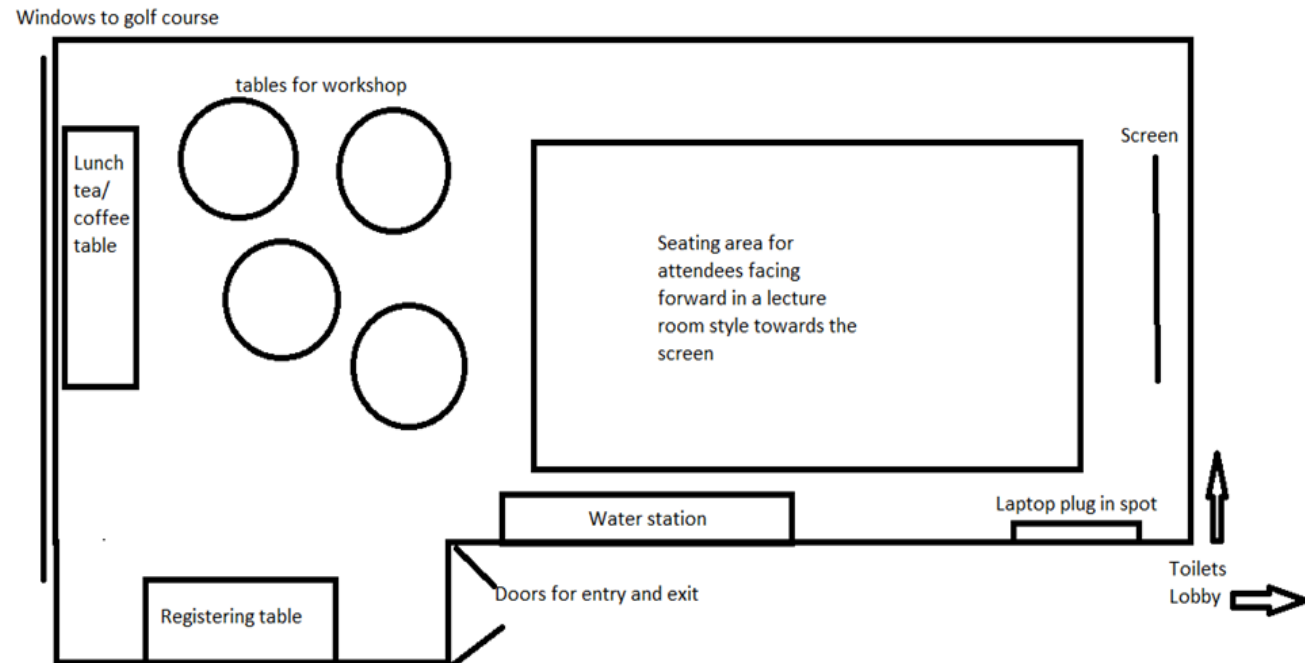 Windows to golf course
tables for workshop
Lunch
tea/
coffee
table
Screen
Seating area for
attendees facing
forward in a lecture
room style towards the
screen
Water station
Laptop plug in spot
Doors for entry and exit
Registering table
Toilets
Lobby